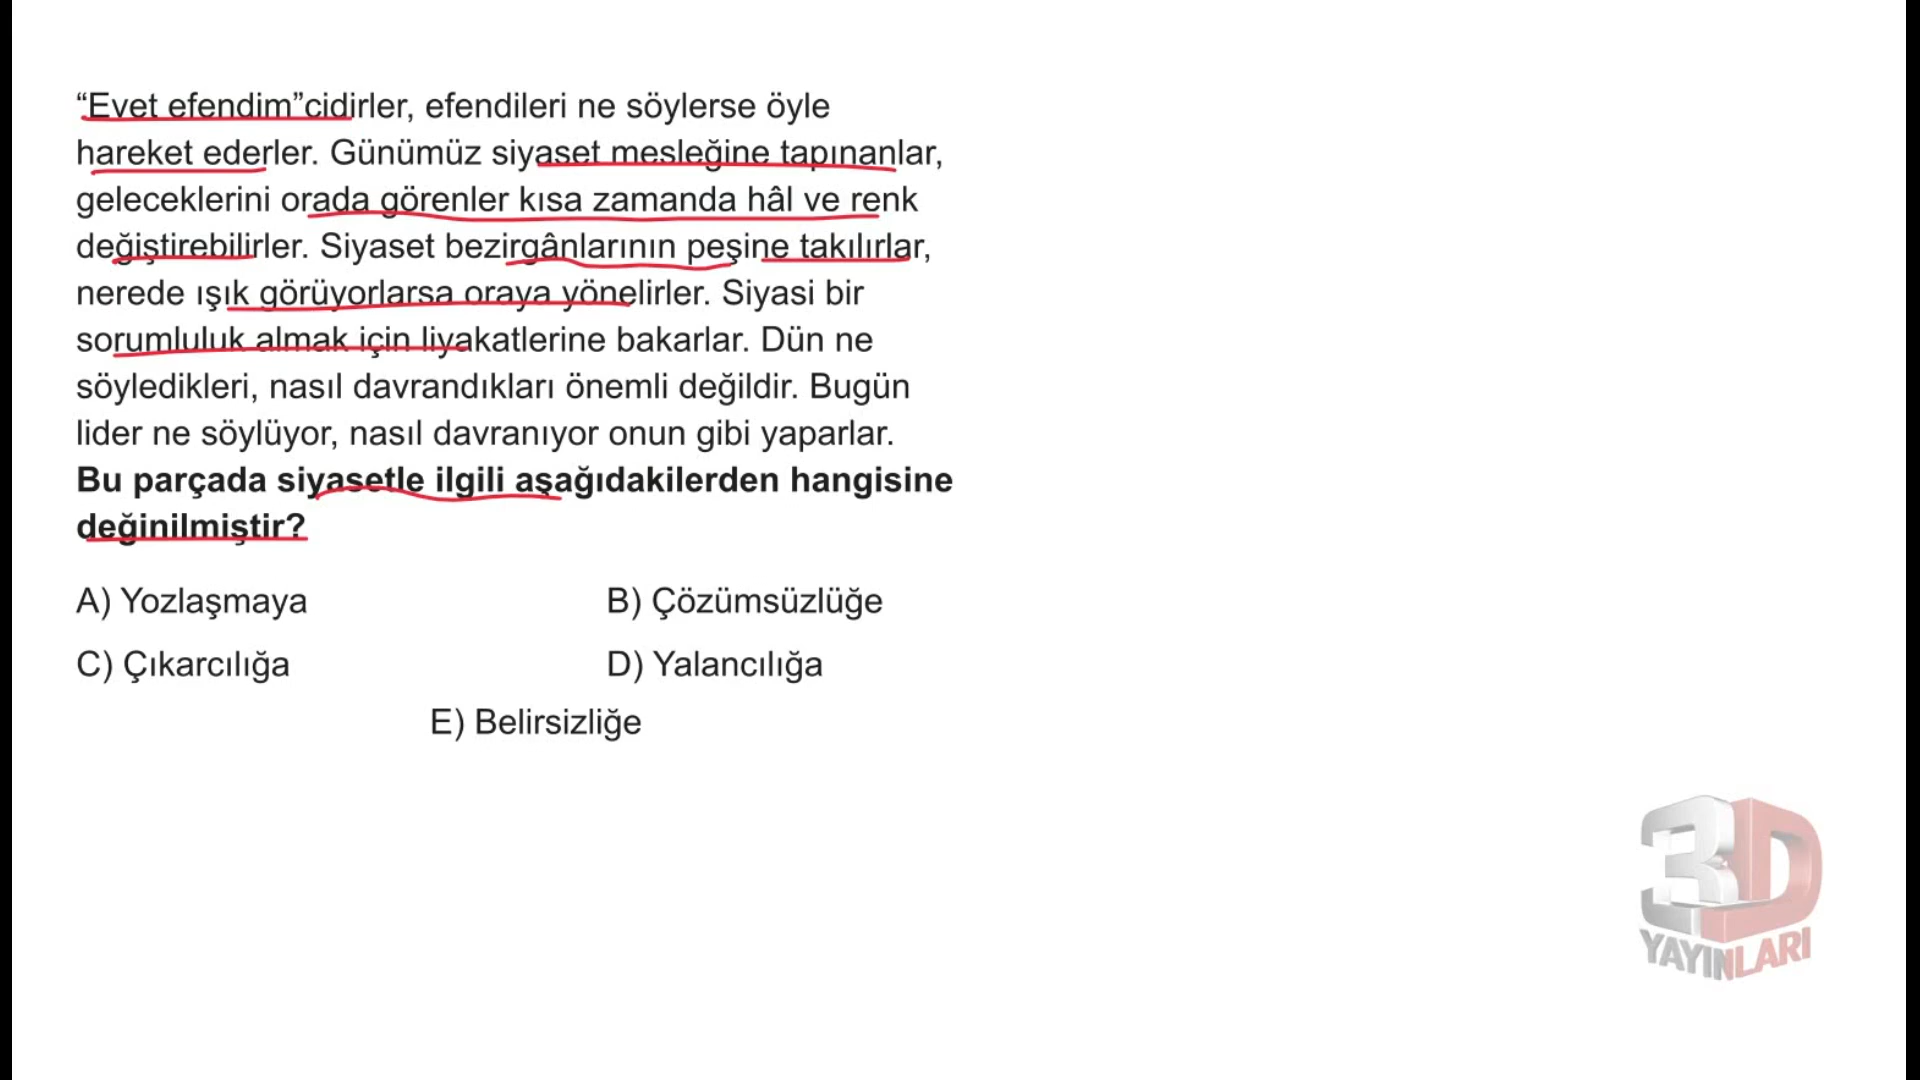 “Evet efendim”cidirler, efendileri ne söylerse öyle
hareket ederler. Günümüz siyaset mesleğine tapınanlar,
geleceklerini orada görenler kısa zamanda hâl ve renk
değiştirebilirler. Siyaset bezirgânlarının peşine takılırlar,
nerede ışık görüyorlarsa oraya yönelirler. Siyasi bir
sorumluluk almak için liyakatlerine bakarlar. Dün ne
söyledikleri, nasıl davrandıkları önemli değildir. Bugün
lider ne söylüyor, nasıl davranıyor onun gibi yaparlar.
Bu parçada siyasetle ilgili aşağıdakilerden hangisine
değinilmiştir?
A) Yozlaşmaya
B) Çözümsüzlüğe
C) Çıkarcılığa
D) Yalancılığa
E) Belirsizliğe
3D
YAYINLARI